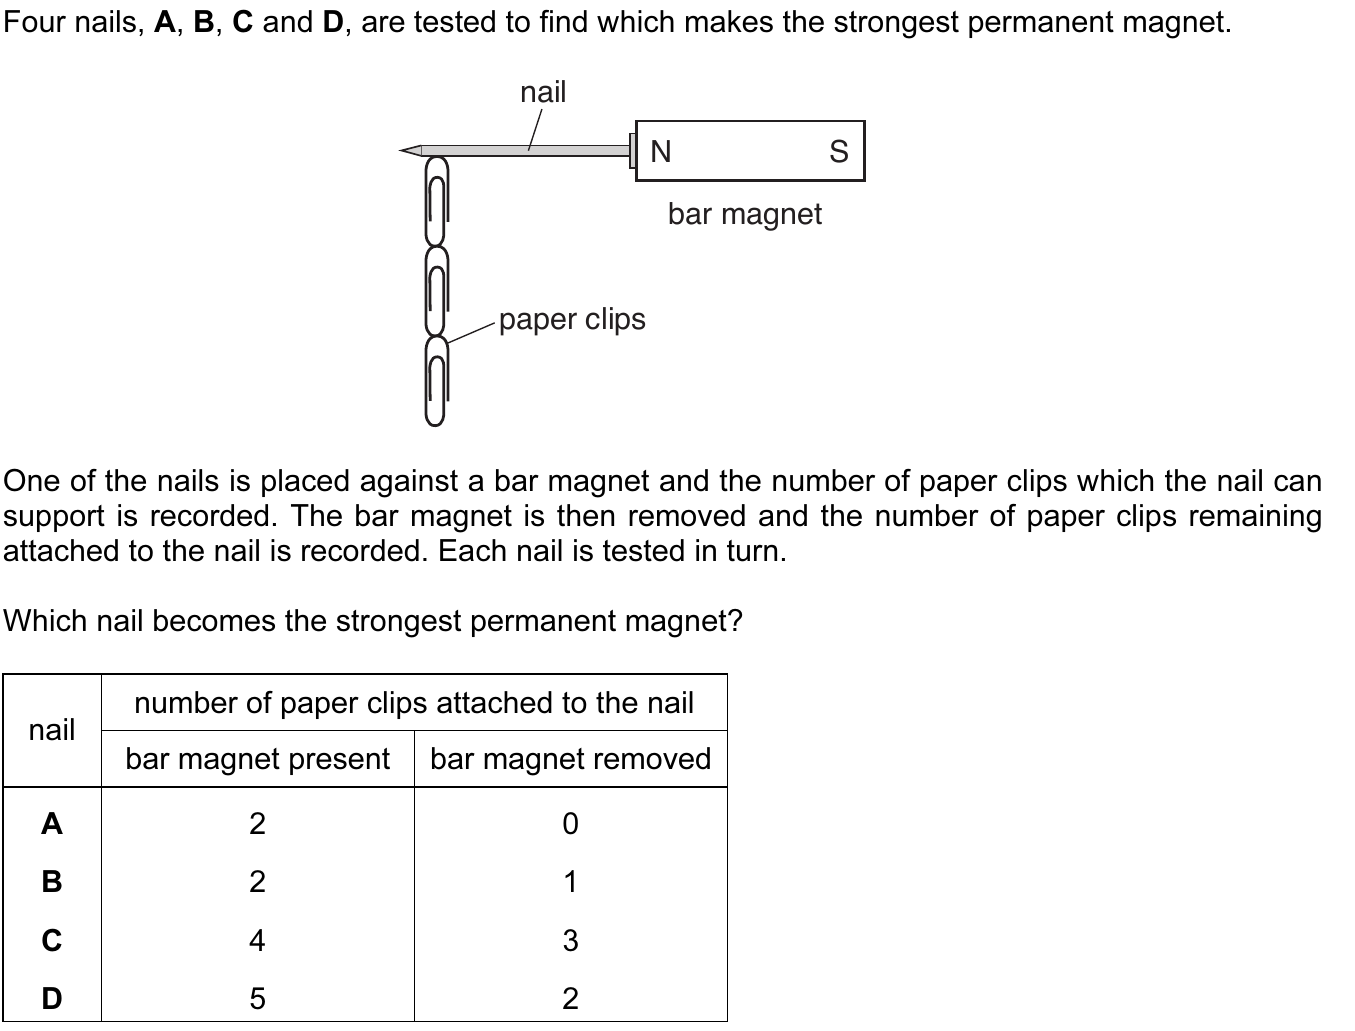 Four nails, A, B, C and D, are tested to find which makes the strongest permanent magnet.
nail
N S
bar magnet
paper clips
One of the nails is placed against a bar magnet and the number of paper clips which the nail can
support is recorded. The bar magnet is then removed and the number of paper clips remaining
attached to the nail is recorded. Each nail is tested in turn.
Which nail becomes the strongest permanent magnet?
nail
number of paper clips attached to the nail
bar magnet present bar magnet removed
A 2 0
B 2 1
C 4 3
D 5 2